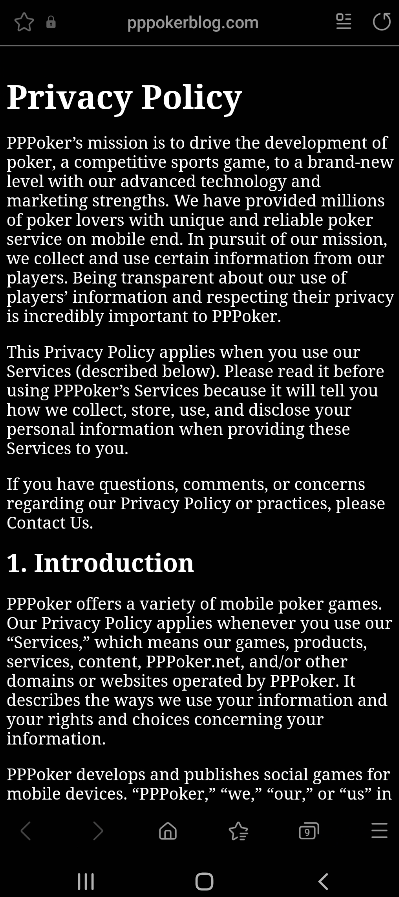 pppokerblog.com
Privacy Policy
PPPoker’s mission is to drive the development of
poker, a competitive sports game, to a brand-new
level with our advanced technology and
marketing strengths. We have provided millions
of poker lovers with unique and reliable poker
service on mobile end. In pursuit of our mission,
we collect and use certain information from our
players. Being transparent about our use of
players’ information and respecting their privacy
is incredibly important to PPPoker.
This Privacy Policy applies when you use our
Services (described below). Please read it before
using PPPoker’s Services because it will tell you
how we collect, store, use, and disclose your
personal information when providing these
Services to you.
If you have questions, comments, or concerns
regarding our Privacy Policy or practices, please
Contact Us.
1. Introduction
PPPoker offers a variety of mobile poker games.
Our Privacy Policy applies whenever you use our
“Services,” which means our games, products,
services, content, PPPoker.net, and/or other
domains or websites operated by PPPoker. It
describes the ways we use your information and
your rights and choices concerning your
information.
PPPoker develops and publishes social games for
mobile devices. “PPPoker,” “we,” “our,” or “us” in
9